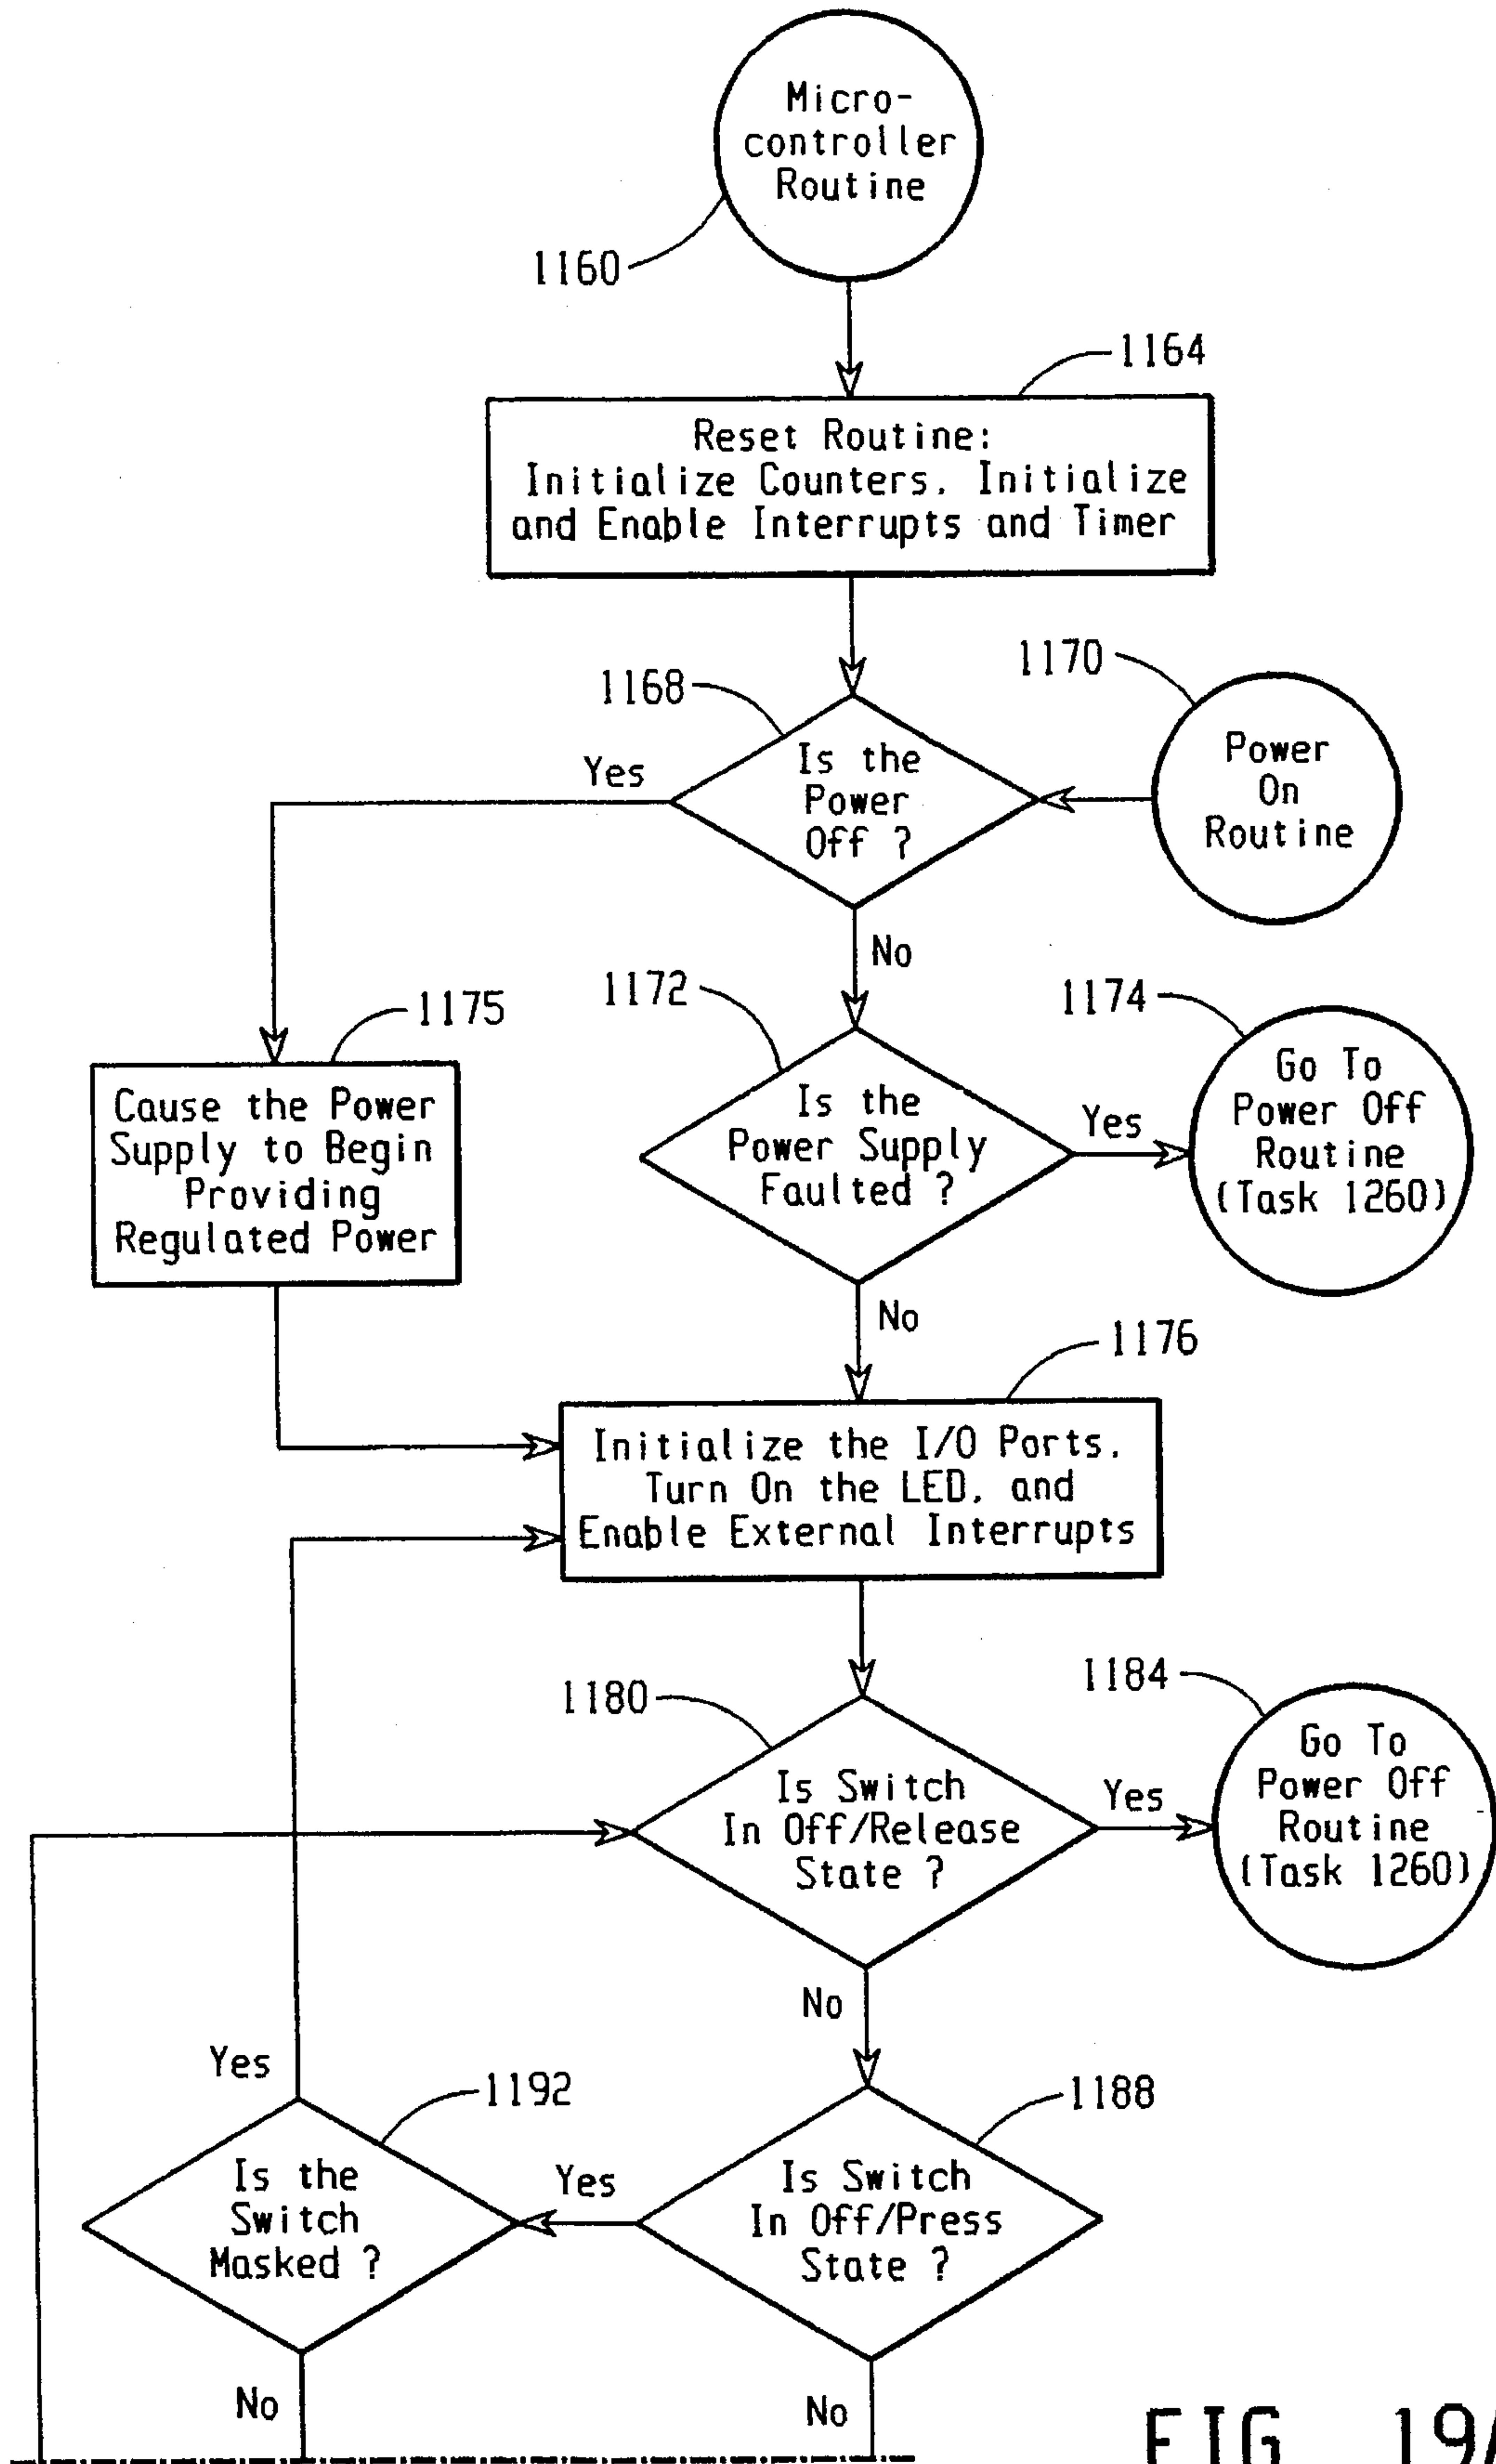 Micro-
controller
Routine
1160
1164
Reset Routine:
Initialize Counters, Initialize
and Enable Interrupts and Timer
1168
1170
Yes
Is the
Power
Off ?
Power
On
Routine
No
1175
1172
1174
Cause the Power
Supply to Begin
Providing
Regulated Power
Is the
Power Supply
Faulted ?
Yes
Go To
Power Off
Routine
(Task 1260)
No
1176
Initialize the I/O Ports,
Turn On the LED, and
Enable External Interrupts
1180
1184
Is Switch
In Off/Release
State ?
Yes
Go To
Power Off
Routine
(Task 1260)
No
Yes
1192
1188
Is the
Switch
Masked ?
Yes
Is Switch
In Off/Press
State ?
No
No
FIG. 19